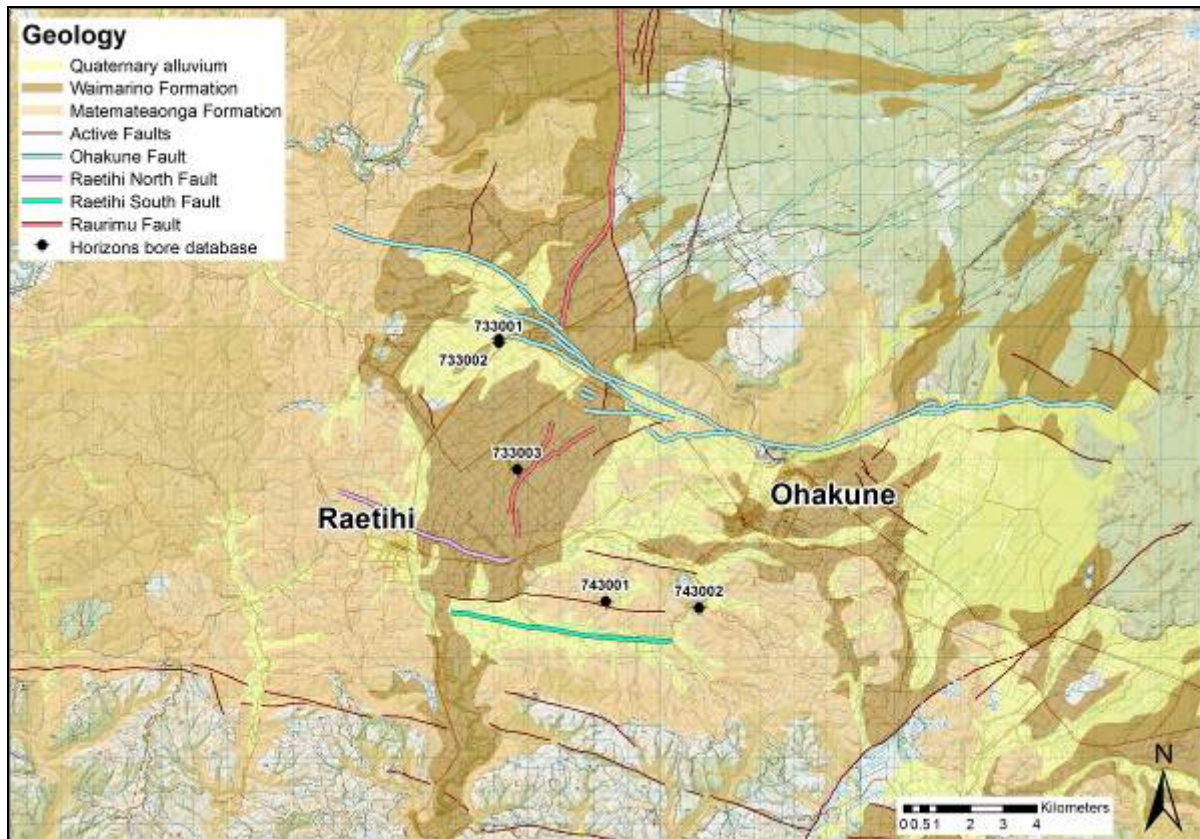 Geology
Quaternary alluvium
Waimarino Formation
Matemateaonga Formation
Active Faults
Ohakune Fault
Raetihi North Fault
Raetihi South Fault
Raurimu Fault
Horizons bore database
733001
733002
733003
Raetihi
Ohakune
743001
743002
N
Kilometers
0 0.5 1 2 3 4